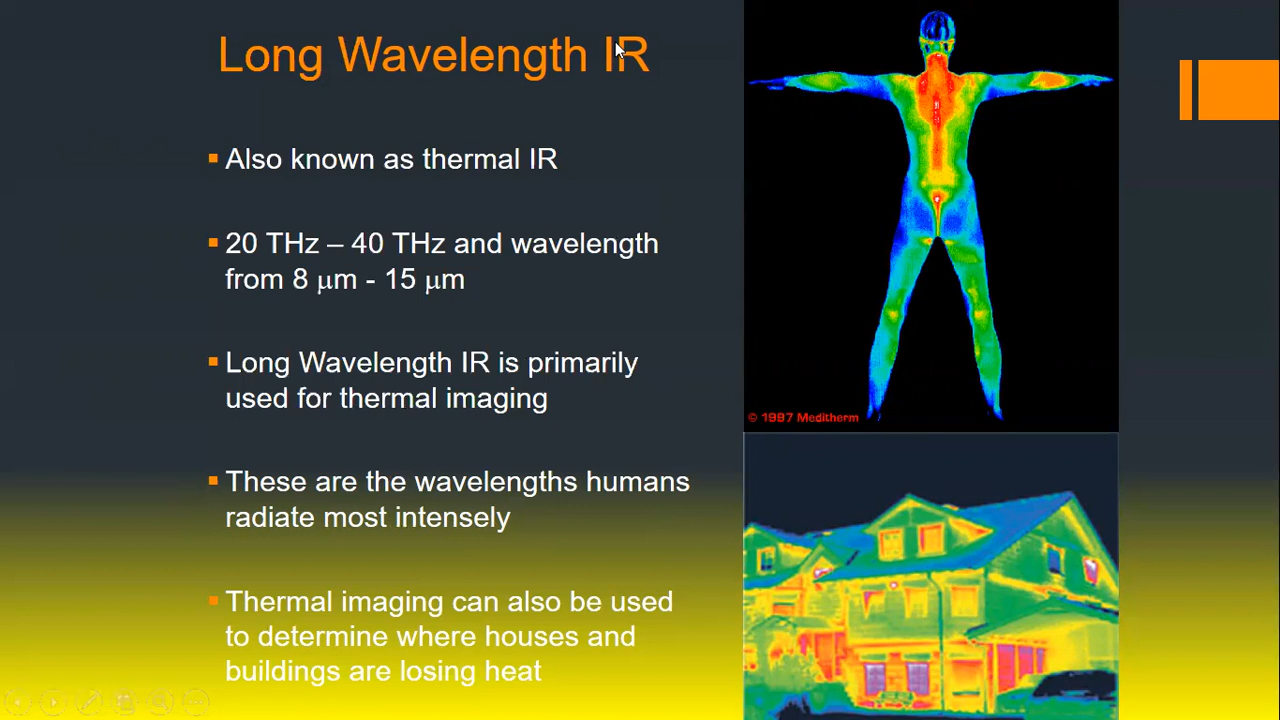 Long Wavelength IR
▪ Also known as thermal IR
▪ 20 THz – 40 THz and wavelength
from 8 μm - 15 μm
▪ Long Wavelength IR is primarily
used for thermal imaging
▪ These are the wavelengths humans
radiate most intensely
▪ Thermal imaging can also be used
to determine where houses and
buildings are losing heat
© 1997 Meditherm